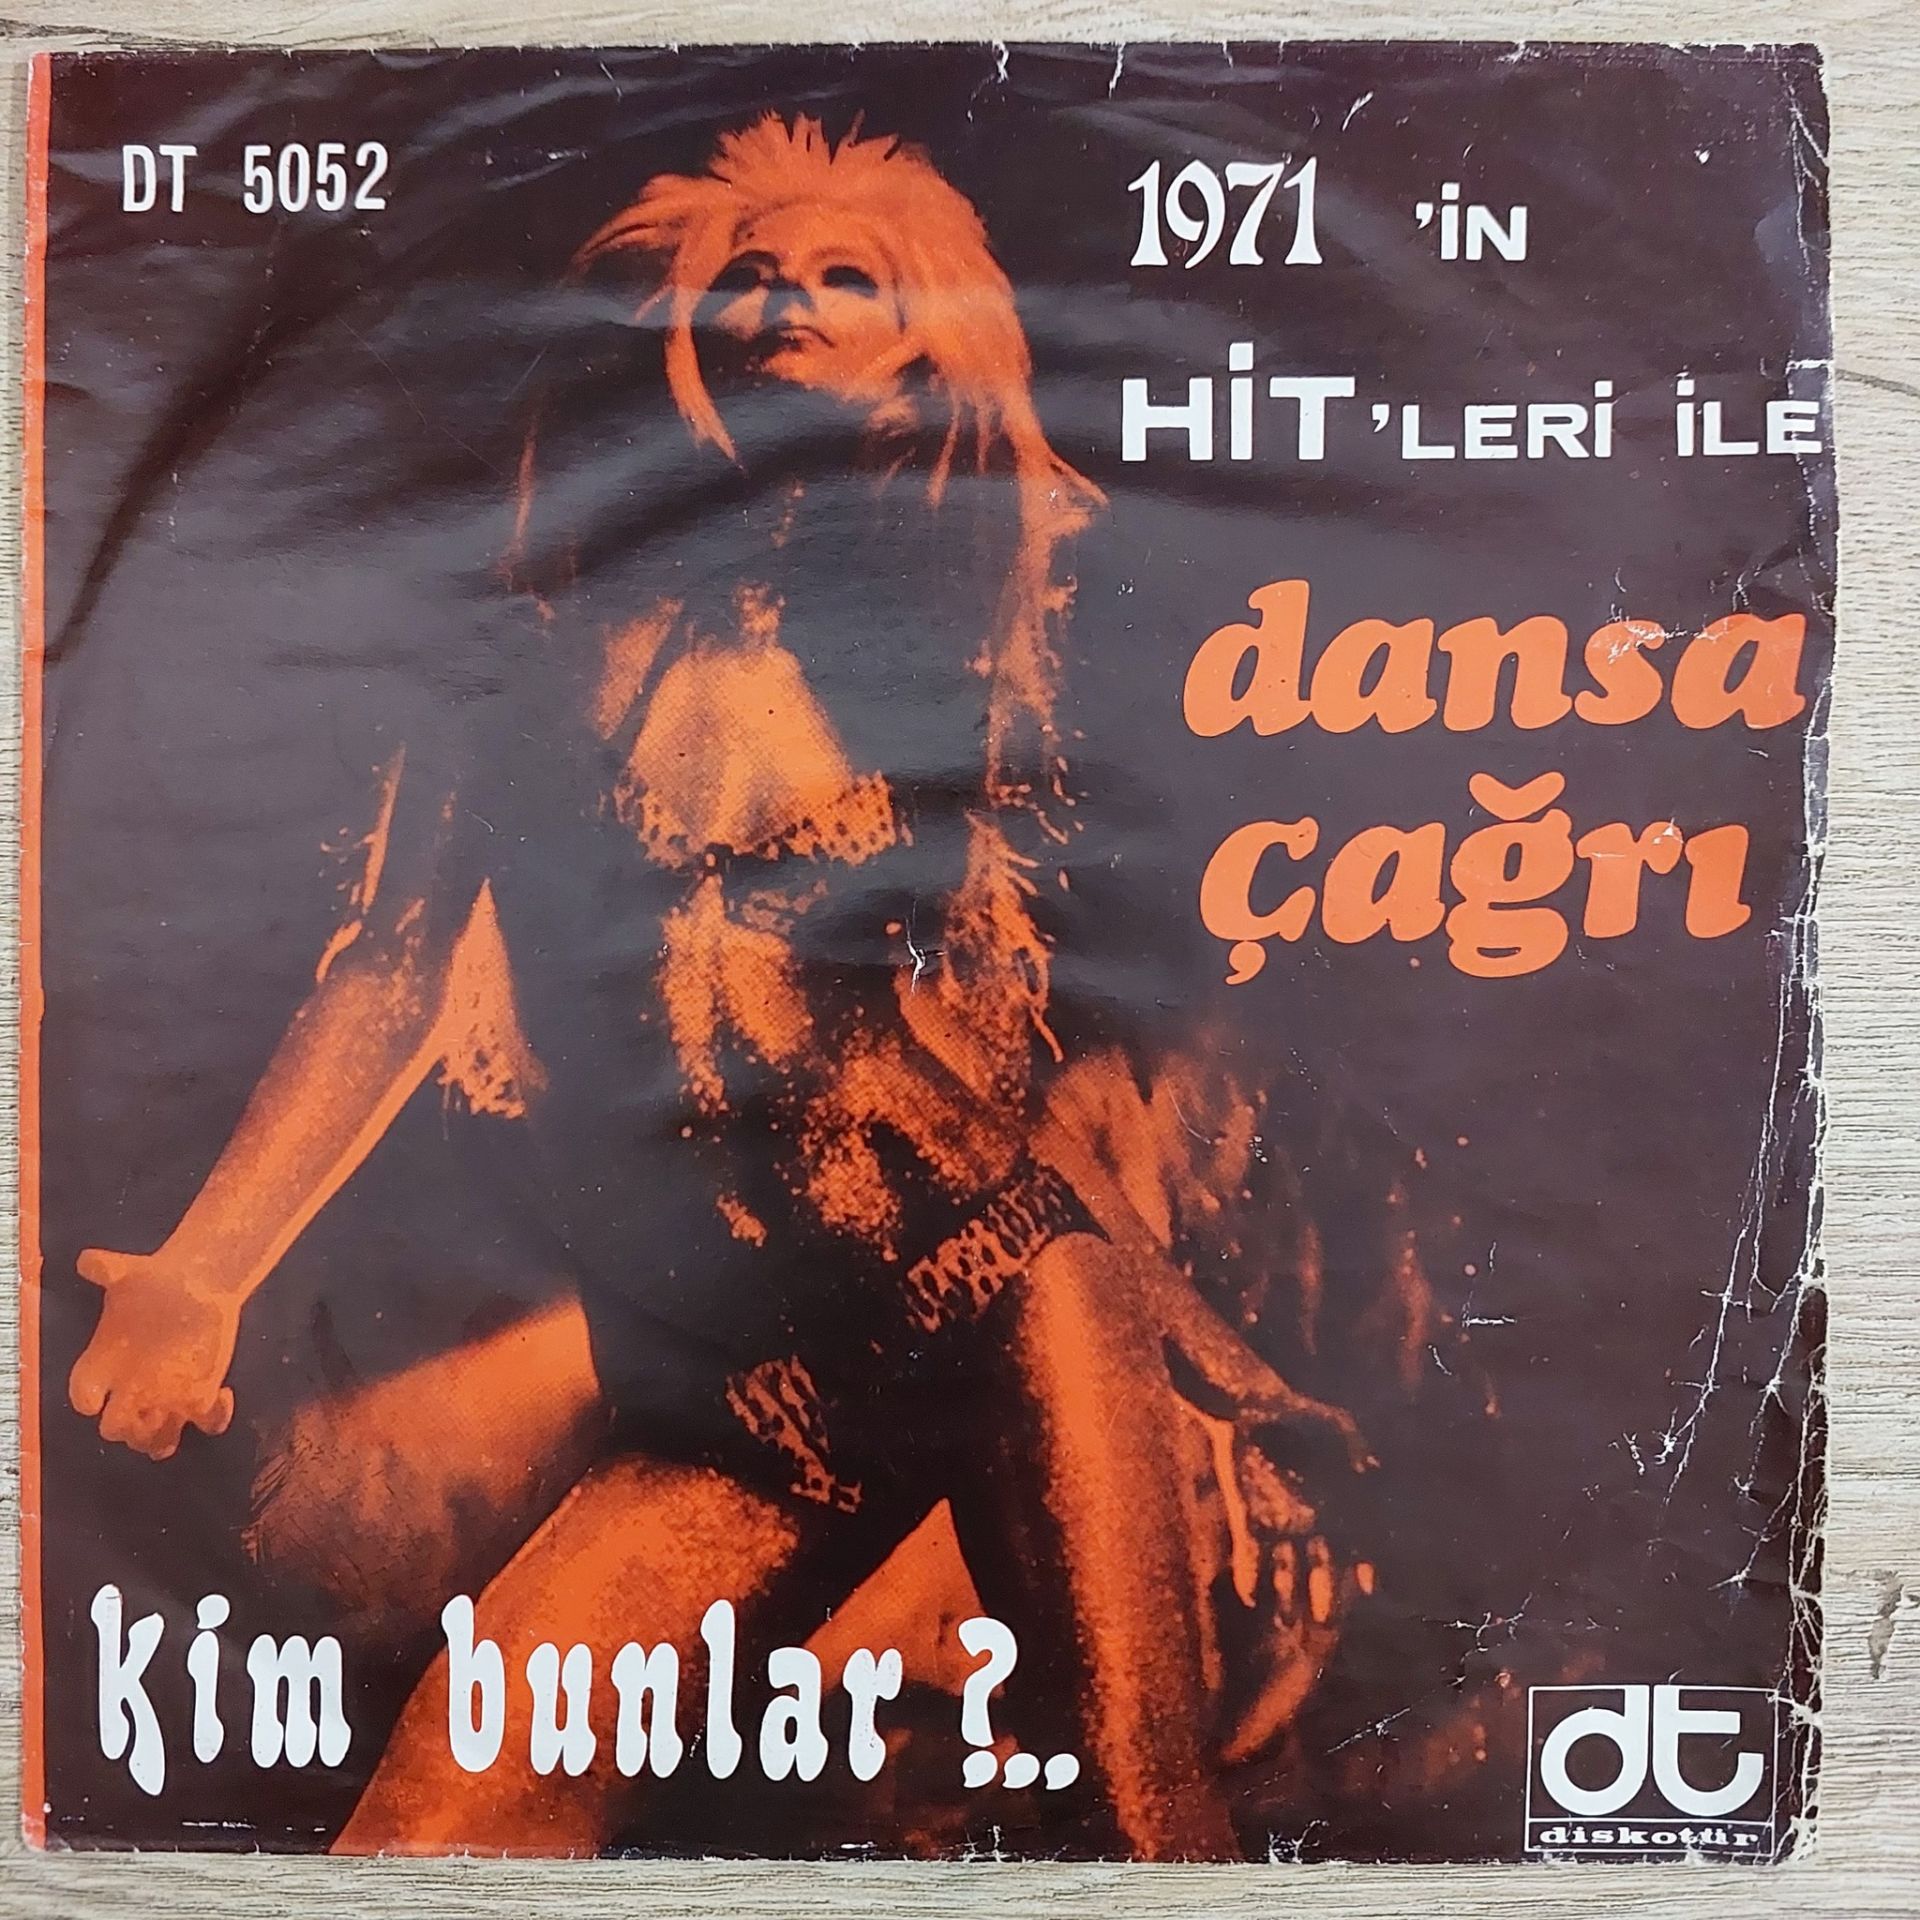 DT 5052
1971 'İN
HİT'LERİ İLE
dansa
çağrı
kim bunlar ?...
dt
diskotür